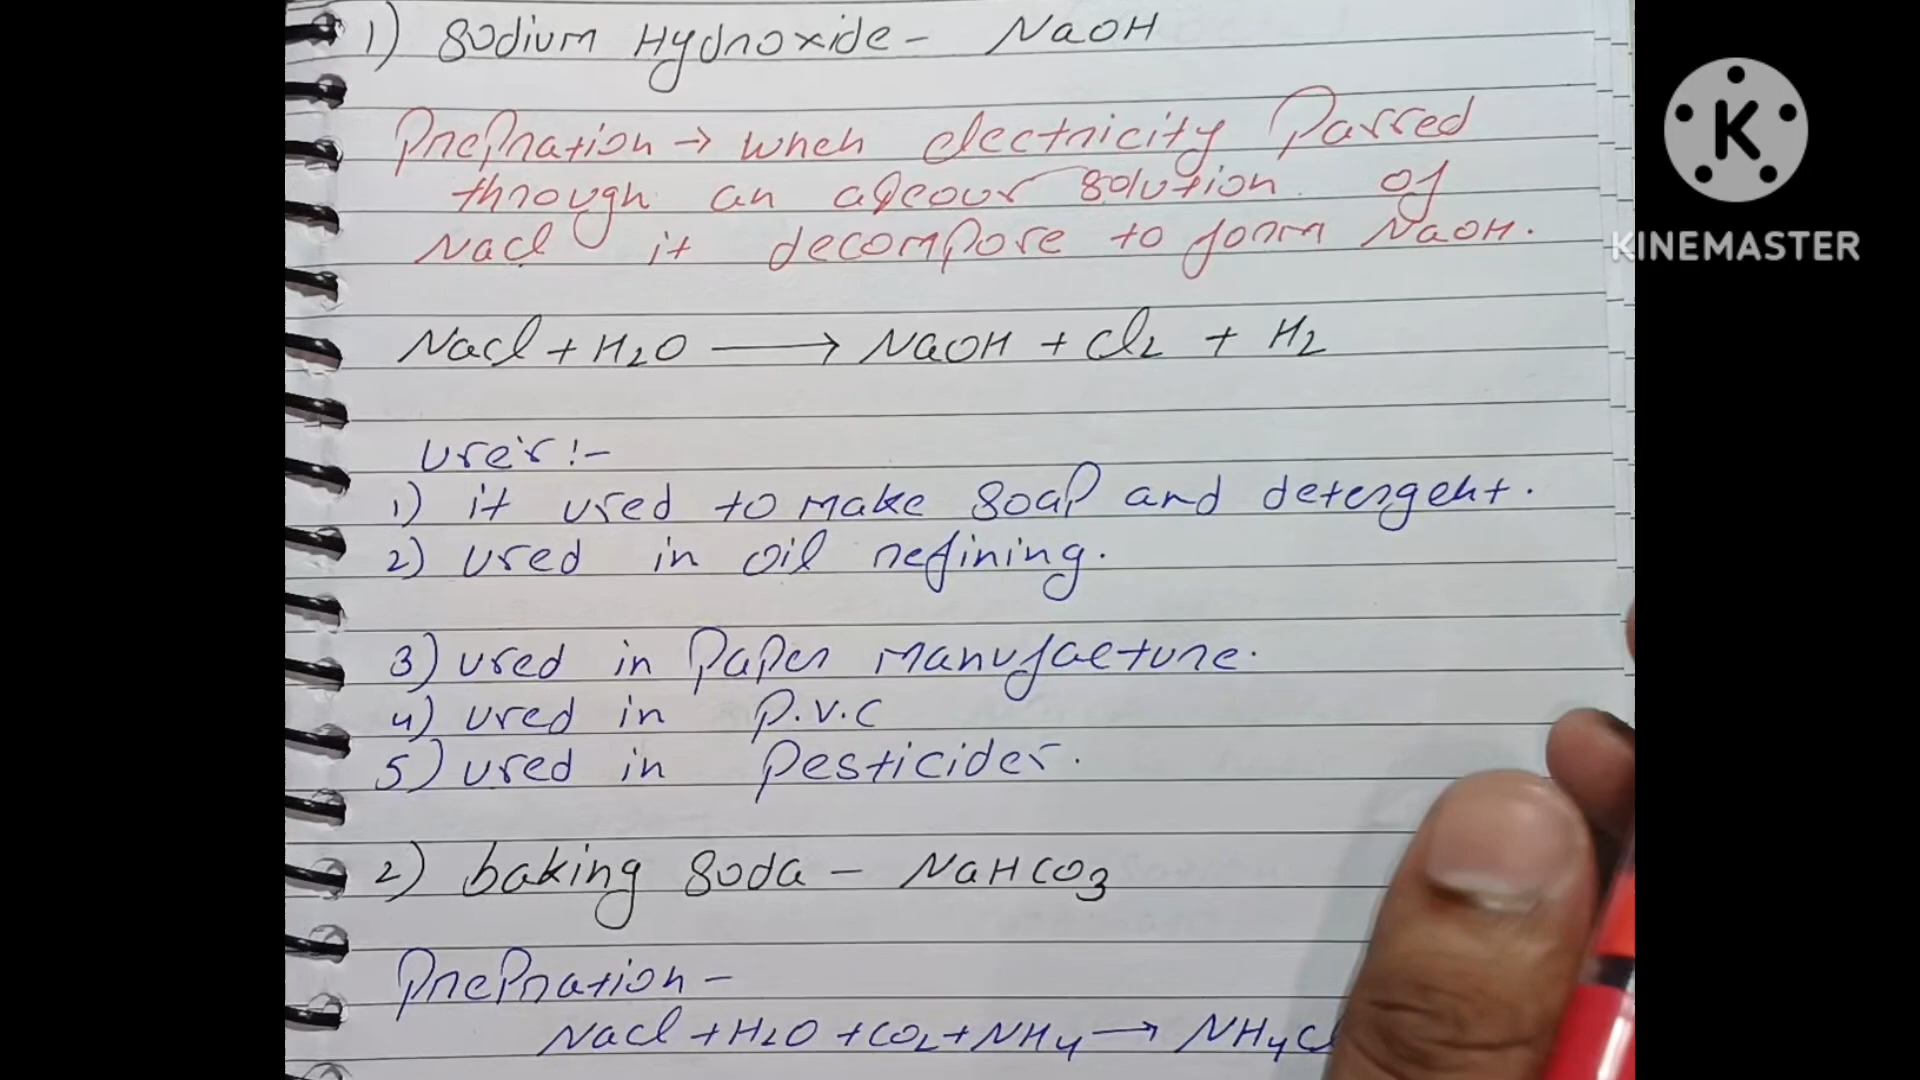 1) Sodium Hydroxide - NaOH
Prepration → when electricity Passed
through an aqeous solution of
Nacl it decompose to form NaOH.
Nacl + H2O → NaOH + Cl2 + H2
use's :-
1) it used to make soap and detergent.
2) used in oil refining.
3) used in Paper manufacture.
4) used in P.V.C
5) used in Pesticides.
2) baking soda - NaHCO3
Prepration -
Nacl + H2O + CO2 + NH4 → NH4Cl
K
KINEMASTER